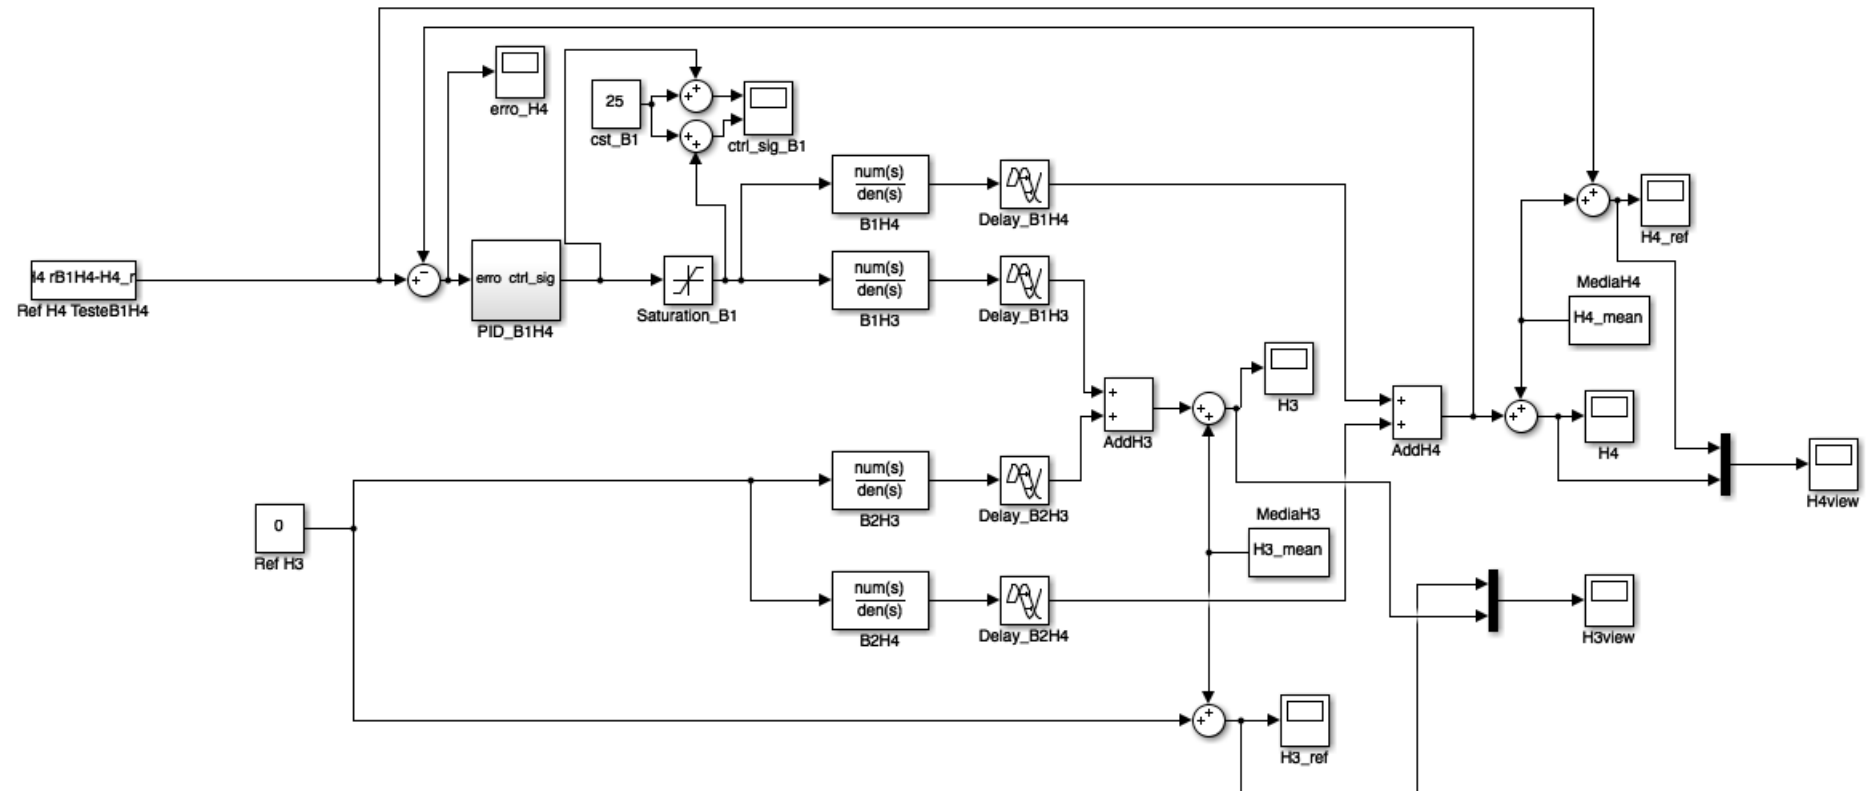 erro_H4
25
cst_B1
ctrl_sig_B1
num(s)
den(s)
B1H4
Delay_B1H4
H4_ref
rB1H4-H4_r
Ref H4 TesteB1H4
erro ctrl_sig
PID_B1H4
Saturation_B1
num(s)
den(s)
B1H3
Delay_B1H3
MediaH4
H4_mean
H3
AddH3
AddH4
H4
H4view
num(s)
den(s)
B2H3
Delay_B2H3
0
Ref H3
MediaH3
H3_mean
num(s)
den(s)
B2H4
Delay_B2H4
H3view
H3_ref